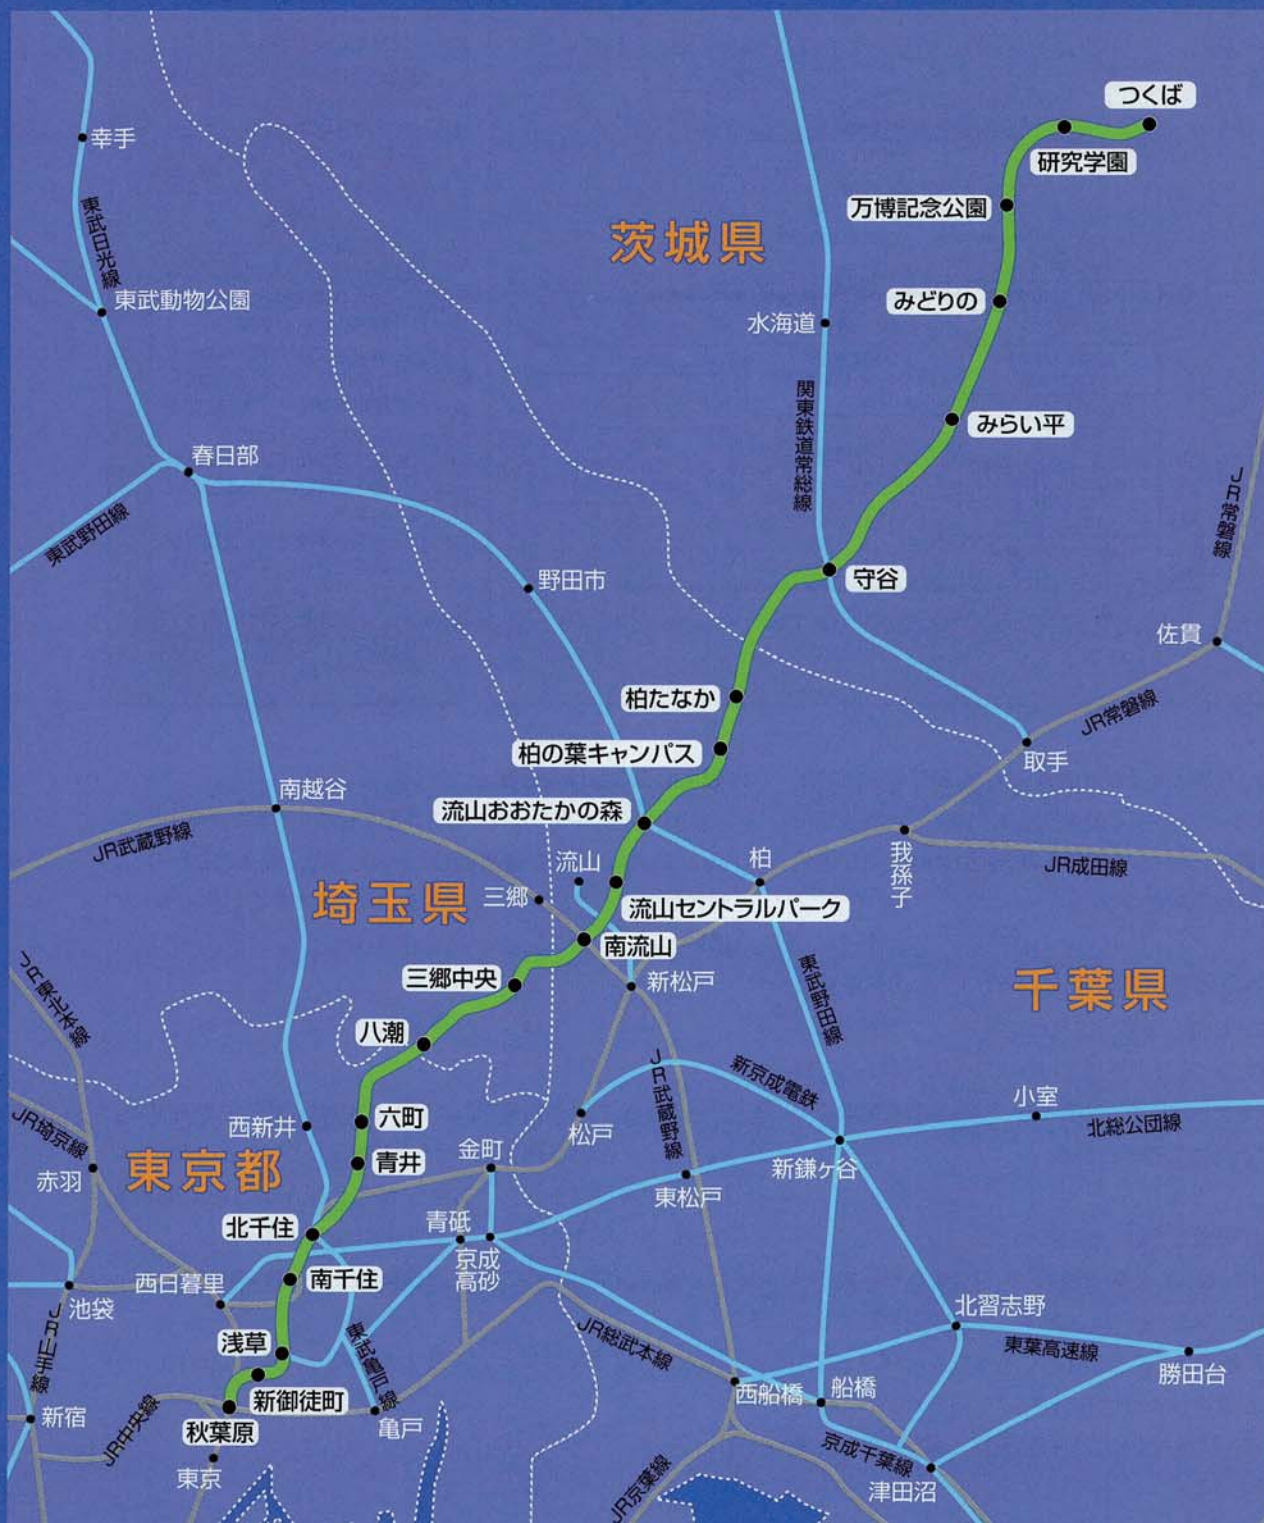 つくば
研究学園
幸手
万博記念公園
東武日光線
茨城県
みどりの
東武動物公園
水海道
関東鉄道常総線
みらい平
春日部
JR常磐線
東武野田線
野田市
守谷
佐貫
柏たなか
JR常磐線
柏の葉キャンパス
取手
南越谷
流山おおたかの森
JR武蔵野線
流山
柏
我孫子
JR成田線
埼玉県
三郷
流山セントラルパーク
南流山
JR東北本線
三郷中央
新松戸
東武野田線
千葉県
八潮
JR武蔵野線
新京成電鉄
小室
JR埼京線
六町
西新井
松戸
北総公団線
金町
新鎌ヶ谷
東京都
青井
赤羽
東松戸
北千住
青砥
京成
高砂
西日暮里
南千住
池袋
北習志野
JR山手線
浅草
東武亀戸線
JR総武本線
東葉高速線
勝田台
新御徒町
西船橋
船橋
新宿
JR中央線
秋葉原
亀戸
京成千葉線
東京
JR京葉線
津田沼